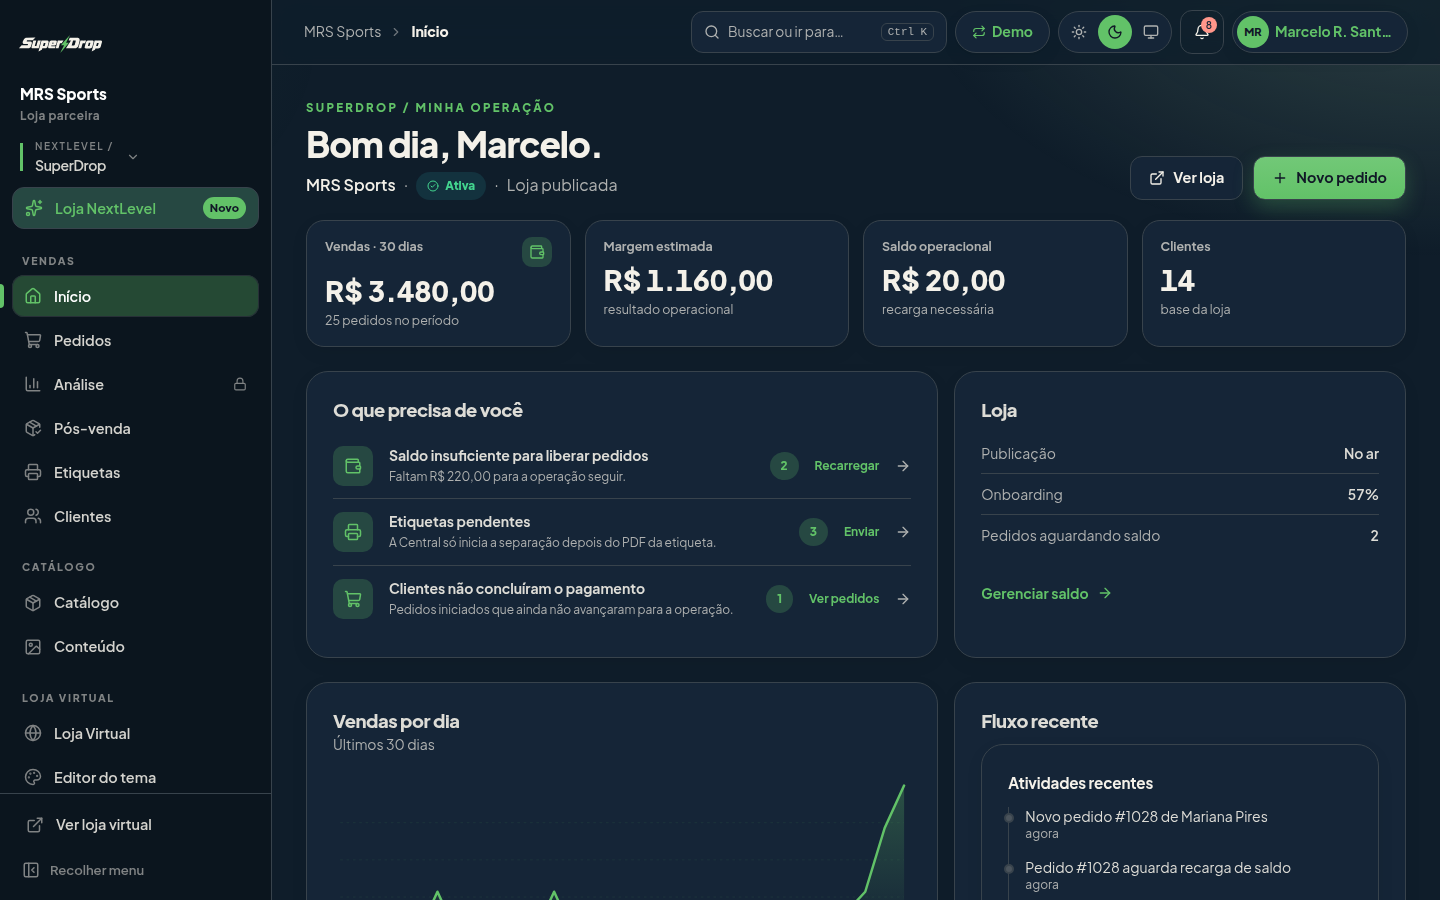 SuperDrop
MRS Sports
Loja parceira
NEXTLEVEL /
SuperDrop
Loja NextLevel
Novo
VENDAS
Início
Pedidos
Análise
Pós-venda
Etiquetas
Clientes
CATÁLOGO
Catálogo
Conteúdo
LOJA VIRTUAL
Loja Virtual
Editor do tema
Ver loja virtual
Recolher menu
MRS Sports > Início
Buscar ou ir para...
Ctrl K
Demo
8
MR
Marcelo R. Sant...
SUPERDROP / MINHA OPERAÇÃO
Bom dia, Marcelo.
MRS Sports · Ativa · Loja publicada
Ver loja
Novo pedido
Vendas · 30 dias
R$ 3.480,00
25 pedidos no período
Margem estimada
R$ 1.160,00
resultado operacional
Saldo operacional
R$ 20,00
recarga necessária
Clientes
14
base da loja
O que precisa de você
Saldo insuficiente para liberar pedidos
Faltam R$ 220,00 para a operação seguir.
2
Recarregar
Etiquetas pendentes
A Central só inicia a separação depois do PDF da etiqueta.
3
Enviar
Clientes não concluíram o pagamento
Pedidos iniciados que ainda não avançaram para a operação.
1
Ver pedidos
Loja
Publicação
No ar
Onboarding
57%
Pedidos aguardando saldo
2
Gerenciar saldo
Vendas por dia
Últimos 30 dias
Fluxo recente
Atividades recentes
Novo pedido #1028 de Mariana Pires
agora
Pedido #1028 aguarda recarga de saldo
agora